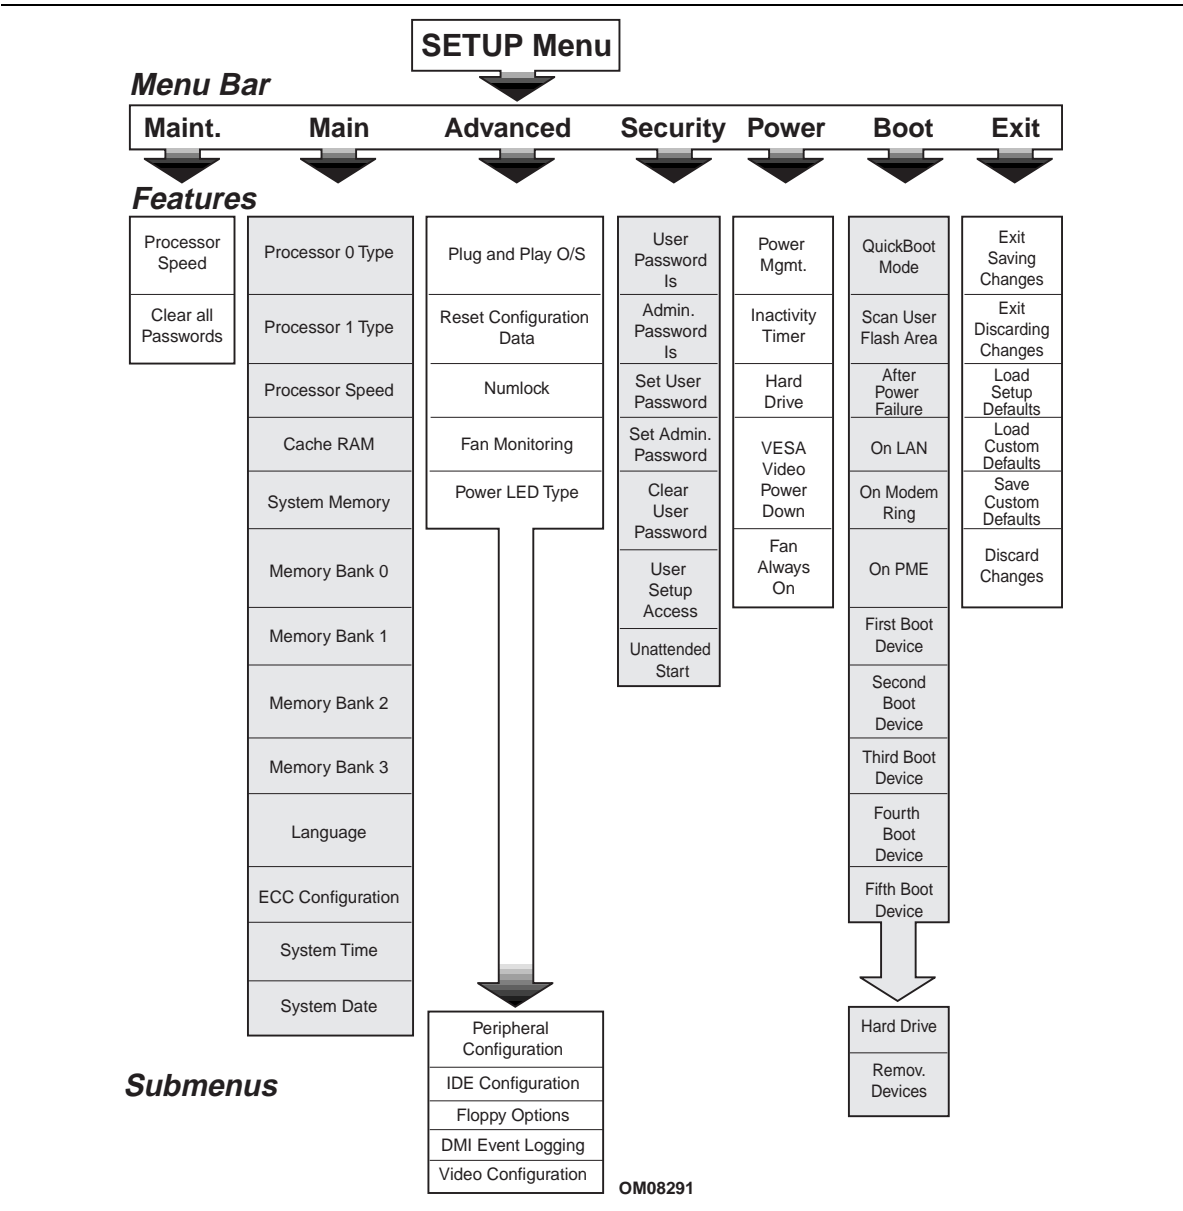 SETUP Menu
Menu Bar
Maint.
Main
Advanced
Security
Power
Boot
Exit
Features
Processor
Speed
Clear all
Passwords
Processor 0 Type
Processor 1 Type
Processor Speed
Cache RAM
System Memory
Memory Bank 0
Memory Bank 1
Memory Bank 2
Memory Bank 3
Language
ECC Configuration
System Time
System Date
Plug and Play O/S
Reset Configuration
Data
Numlock
Fan Monitoring
Power LED Type
Peripheral
Configuration
IDE Configuration
Floppy Options
DMI Event Logging
Video Configuration
User
Password
Is
Admin.
Password
Is
Set User
Password
Set Admin.
Password
Clear
User
Password
User
Setup
Access
Unattended
Start
Power
Mgmt.
Inactivity
Timer
Hard
Drive
VESA
Video
Power
Down
Fan
Always
On
QuickBoot
Mode
Scan User
Flash Area
After
Power
Failure
On LAN
On Modem
Ring
On PME
First Boot
Device
Second
Boot
Device
Third Boot
Device
Fourth
Boot
Device
Fifth Boot
Device
Hard Drive
Remov.
Devices
Exit
Saving
Changes
Exit
Discarding
Changes
Load
Setup
Defaults
Load
Custom
Defaults
Save
Custom
Defaults
Discard
Changes
Submenus
OM08291